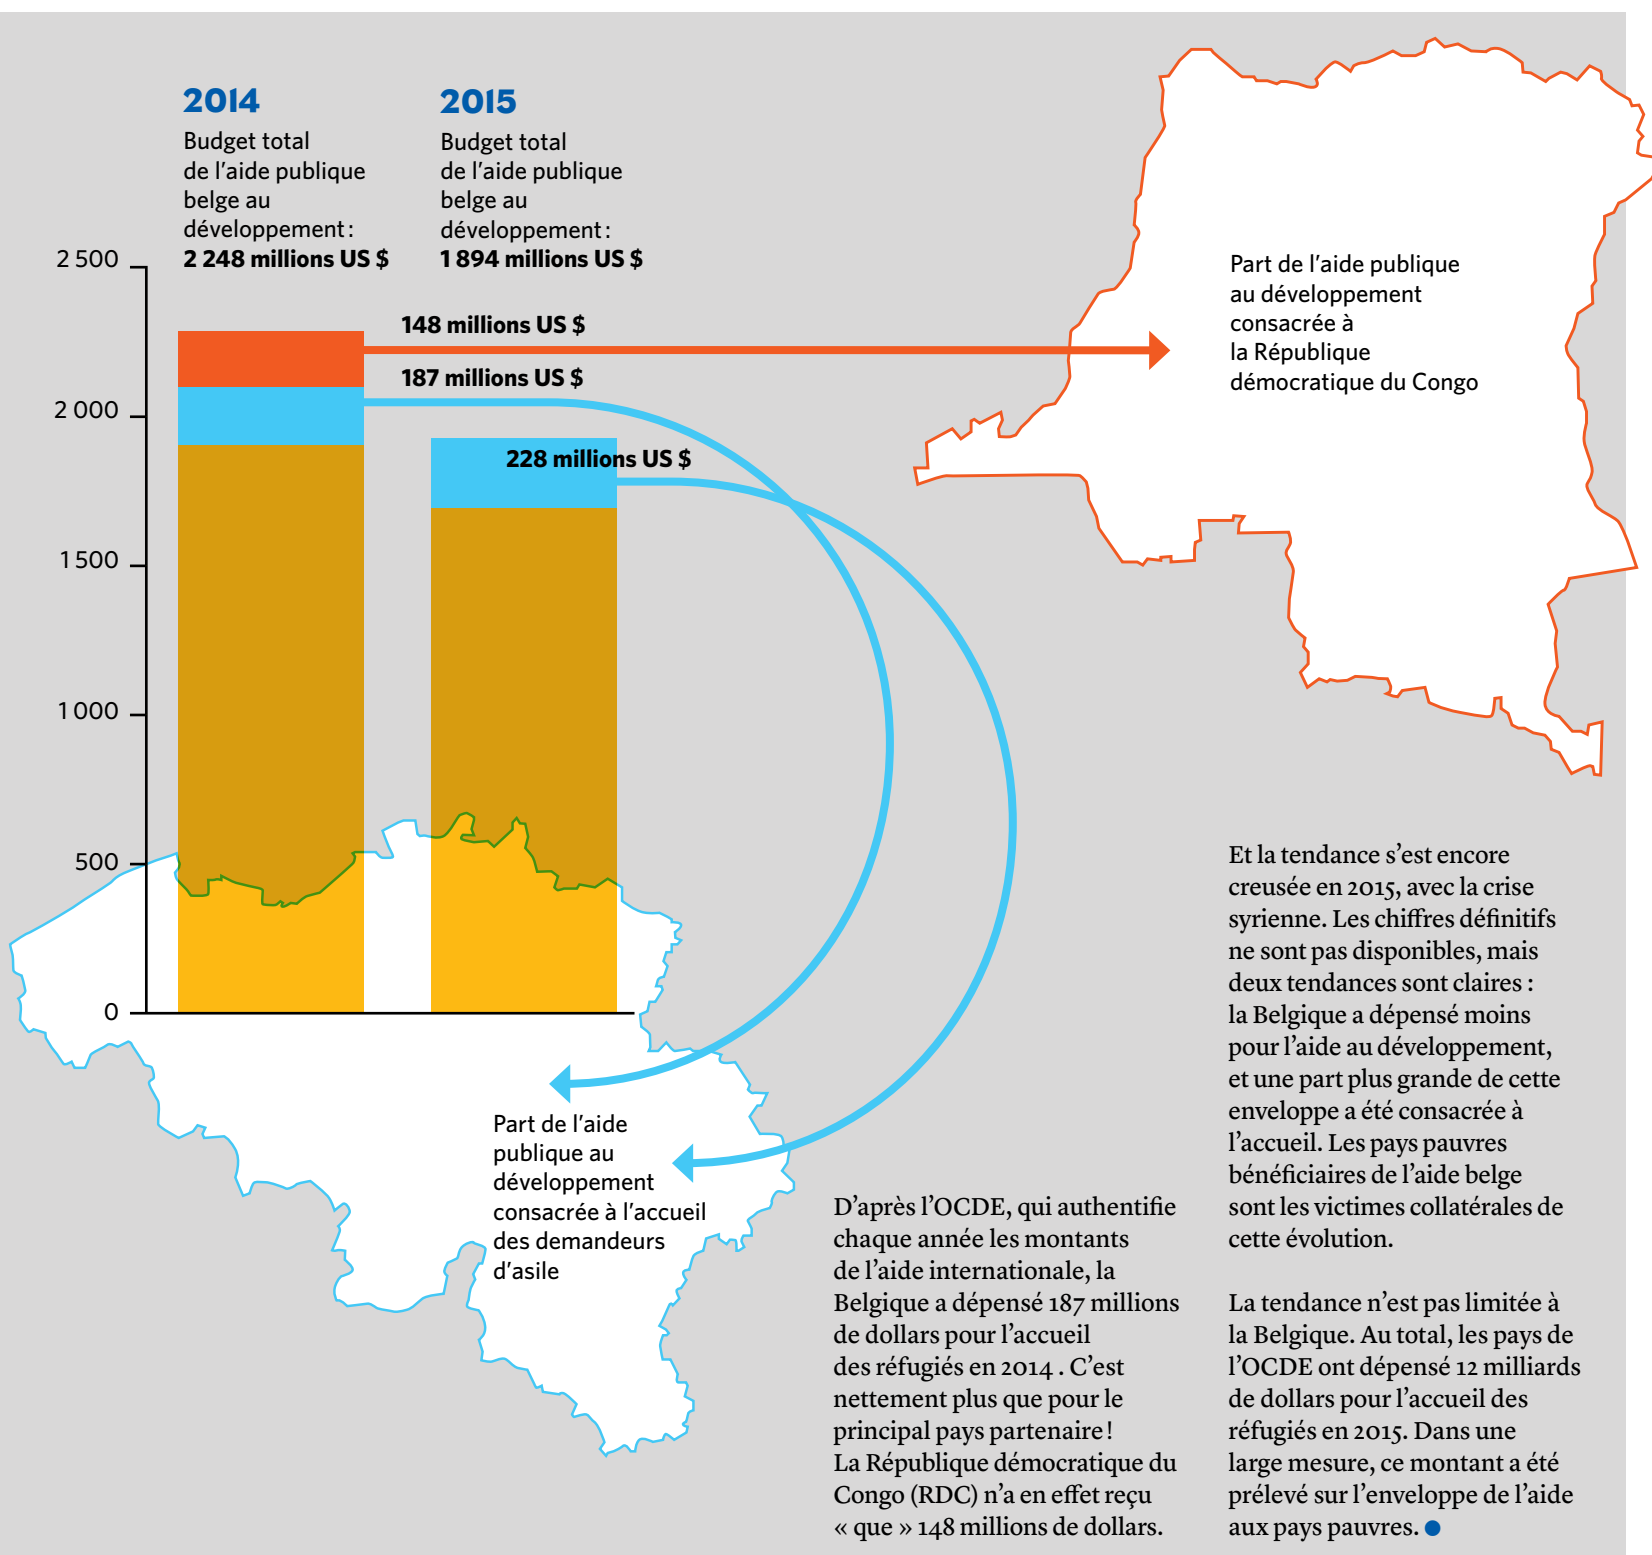 2014
Budget total
de l'aide publique
belge au
développement :
2 248 millions US $
2015
Budget total
de l'aide publique
belge au
développement :
1 894 millions US $
2 500
2 000
1 500
1 000
500
0
148 millions US $
187 millions US $
228 millions US $
Part de l'aide publique
au développement
consacrée à
la République
démocratique du Congo
Part de l'aide
publique au
développement
consacrée à l'accueil
des demandeurs
d'asile
D'après l'OCDE, qui authentifie
chaque année les montants
de l'aide internationale, la
Belgique a dépensé 187 millions
de dollars pour l'accueil
des réfugiés en 2014 . C'est
nettement plus que pour le
principal pays partenaire !
La République démocratique du
Congo (RDC) n'a en effet reçu
« que » 148 millions de dollars.
Et la tendance s'est encore
creusée en 2015, avec la crise
syrienne. Les chiffres définitifs
ne sont pas disponibles, mais
deux tendances sont claires :
la Belgique a dépensé moins
pour l'aide au développement,
et une part plus grande de cette
enveloppe a été consacrée à
l'accueil. Les pays pauvres
bénéficiaires de l'aide belge
sont les victimes collatérales de
cette évolution.
La tendance n'est pas limitée à
la Belgique. Au total, les pays de
l'OCDE ont dépensé 12 milliards
de dollars pour l'accueil des
réfugiés en 2015. Dans une
large mesure, ce montant a été
prélevé sur l'enveloppe de l'aide
aux pays pauvres.